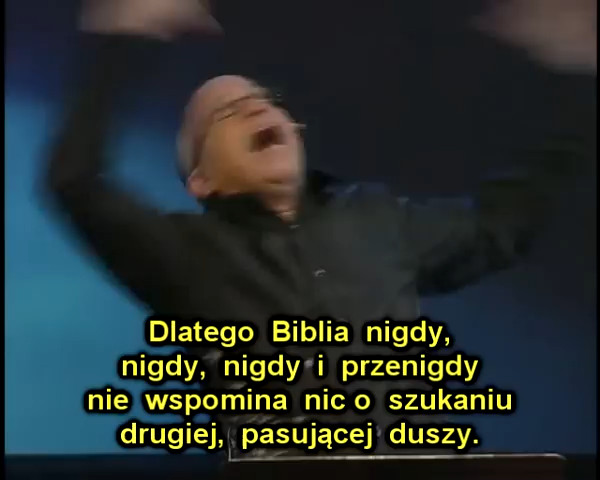 Dlatego Biblia nigdy,
nigdy, nigdy i przenigdy
nie wspomina nic o szukaniu
drugiej, pasującej duszy.